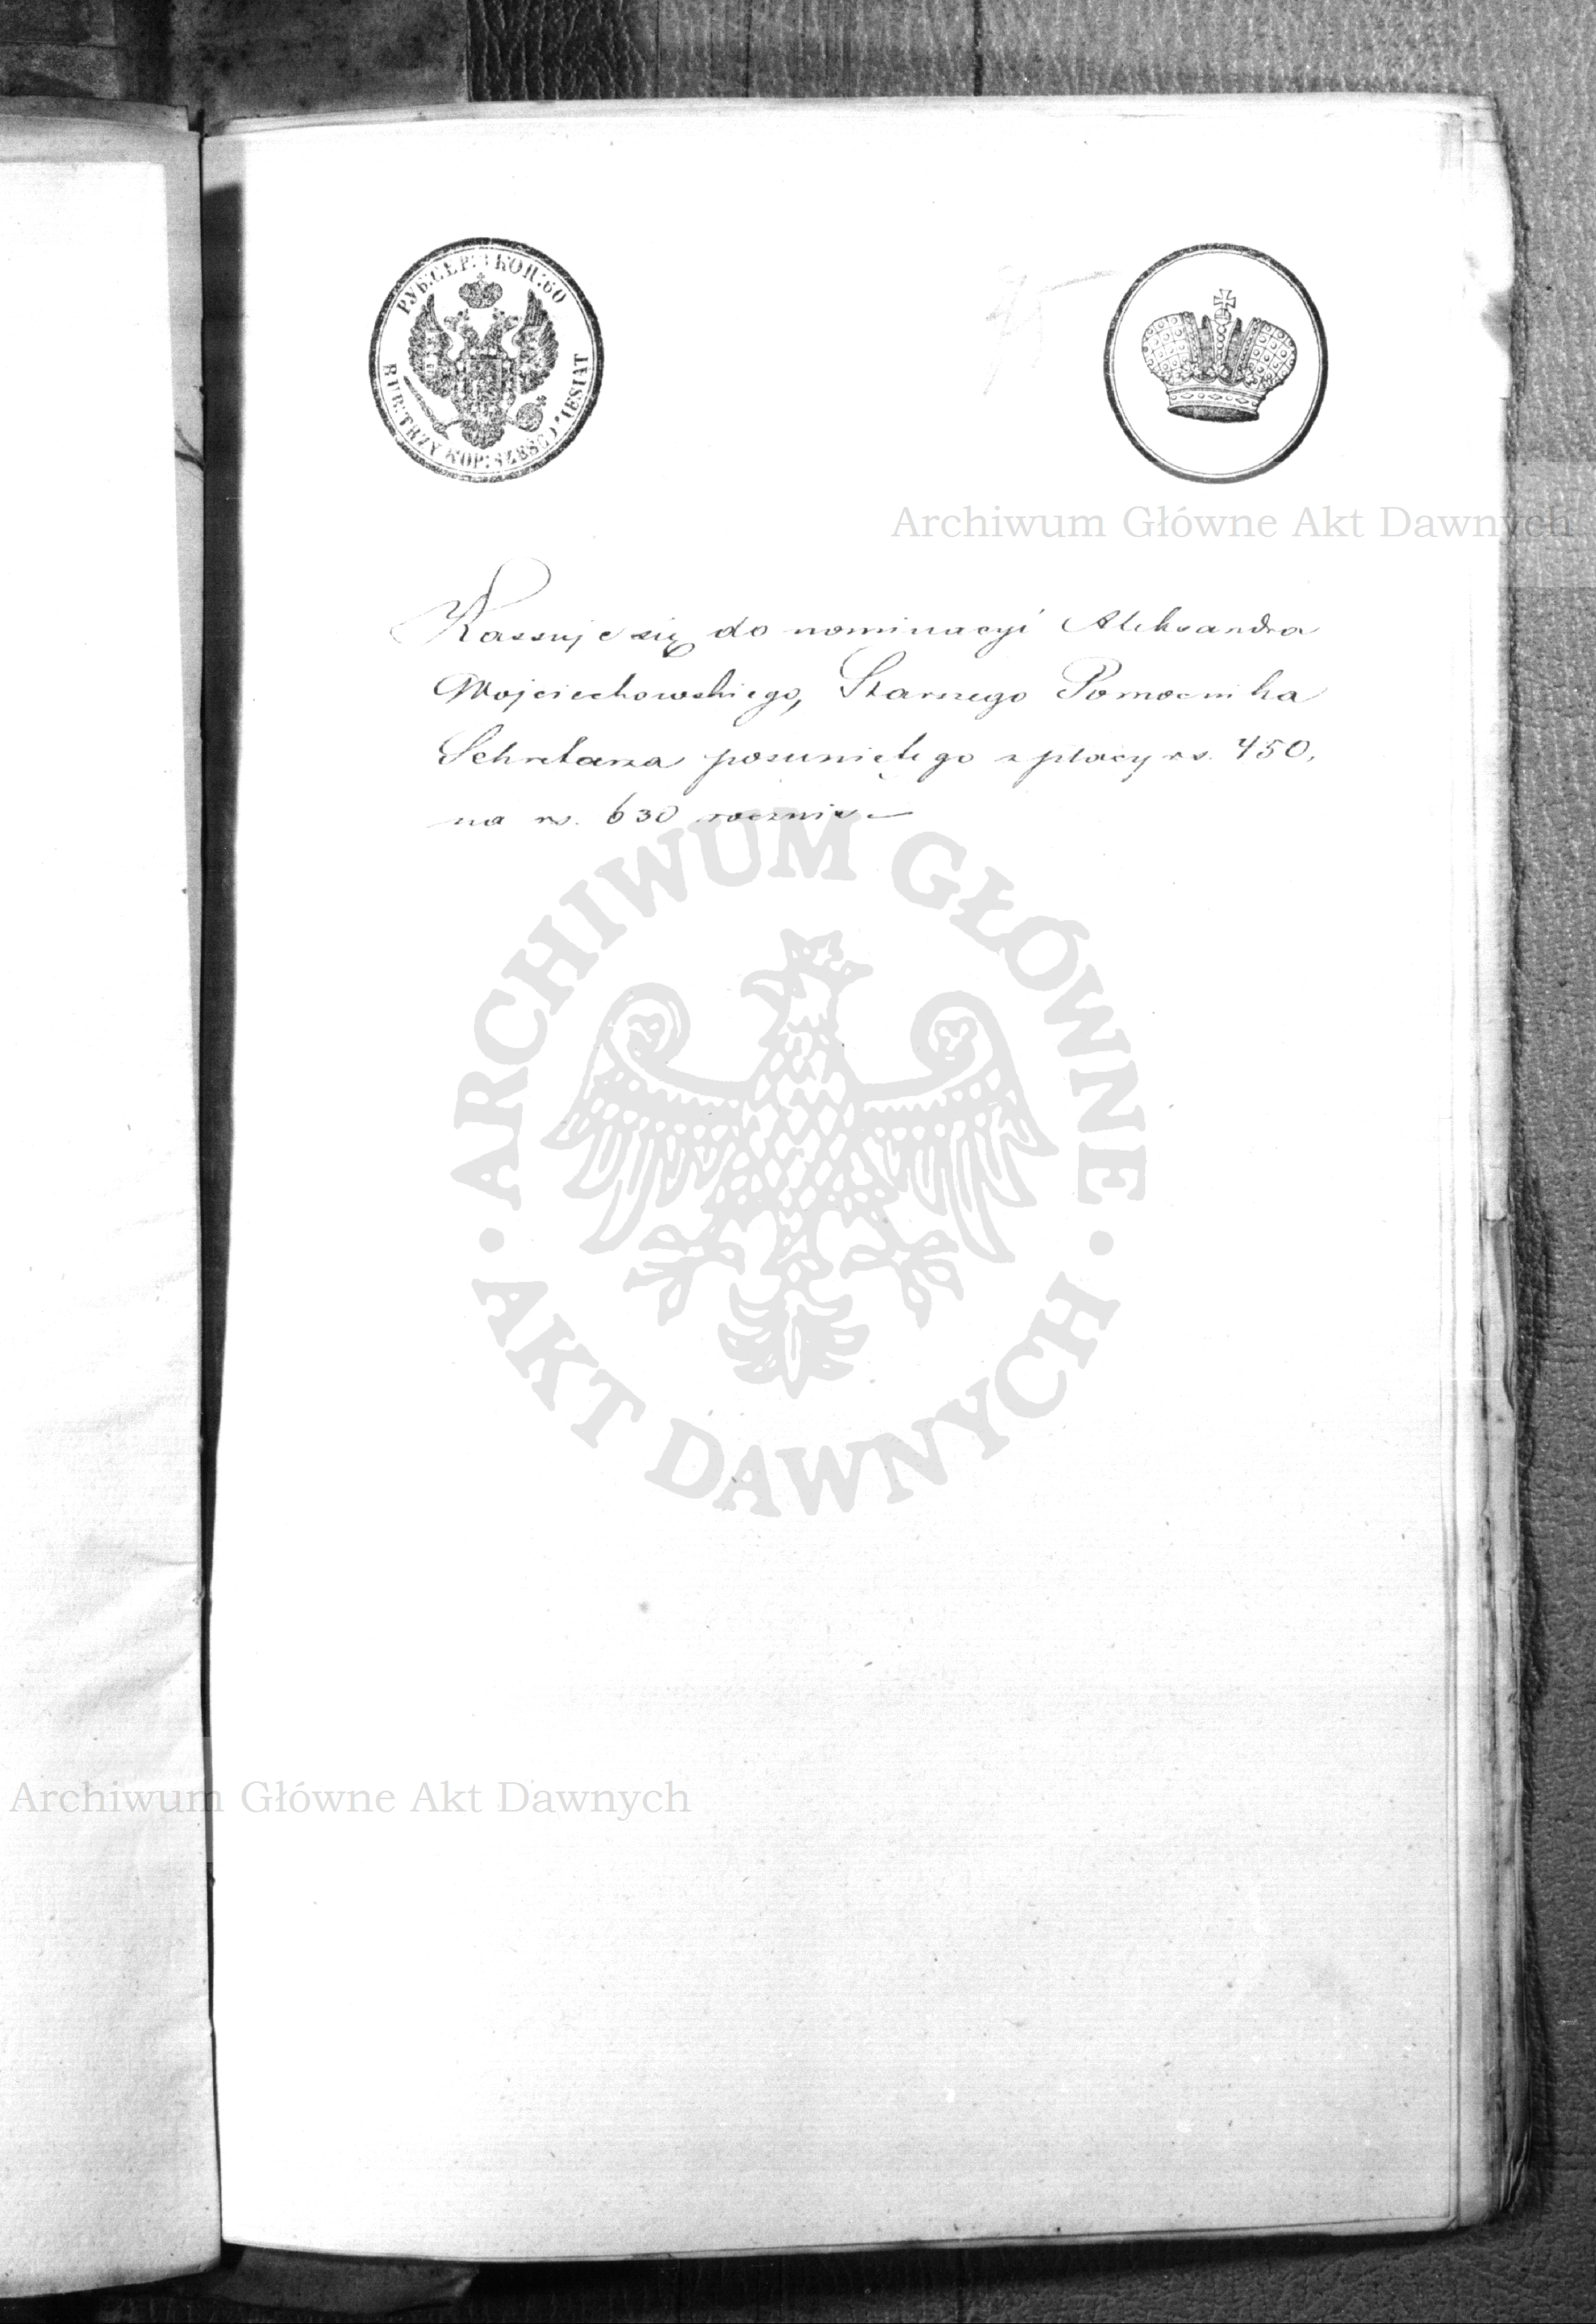 РУБ.СЕР: 3 КОП: 60
RUB: TRZY KOP: SZEŚĆDZIESIĄT
Archiwum Główne Akt Dawnych
Kassuje się do nominacyi Aleksandra
Wojciechowskiego, Starszego Pomocnika
Sekretarza posuniętego z płacy rs. 450,
na rs. 630 rocznie
ARCHIWUM GŁÓWNE
AKT DAWNYCH
Archiwum Główne Akt Dawnych